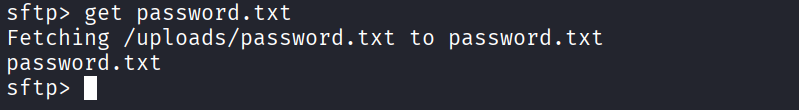 sftp> get password.txt
Fetching /uploads/password.txt to password.txt
password.txt
sftp>